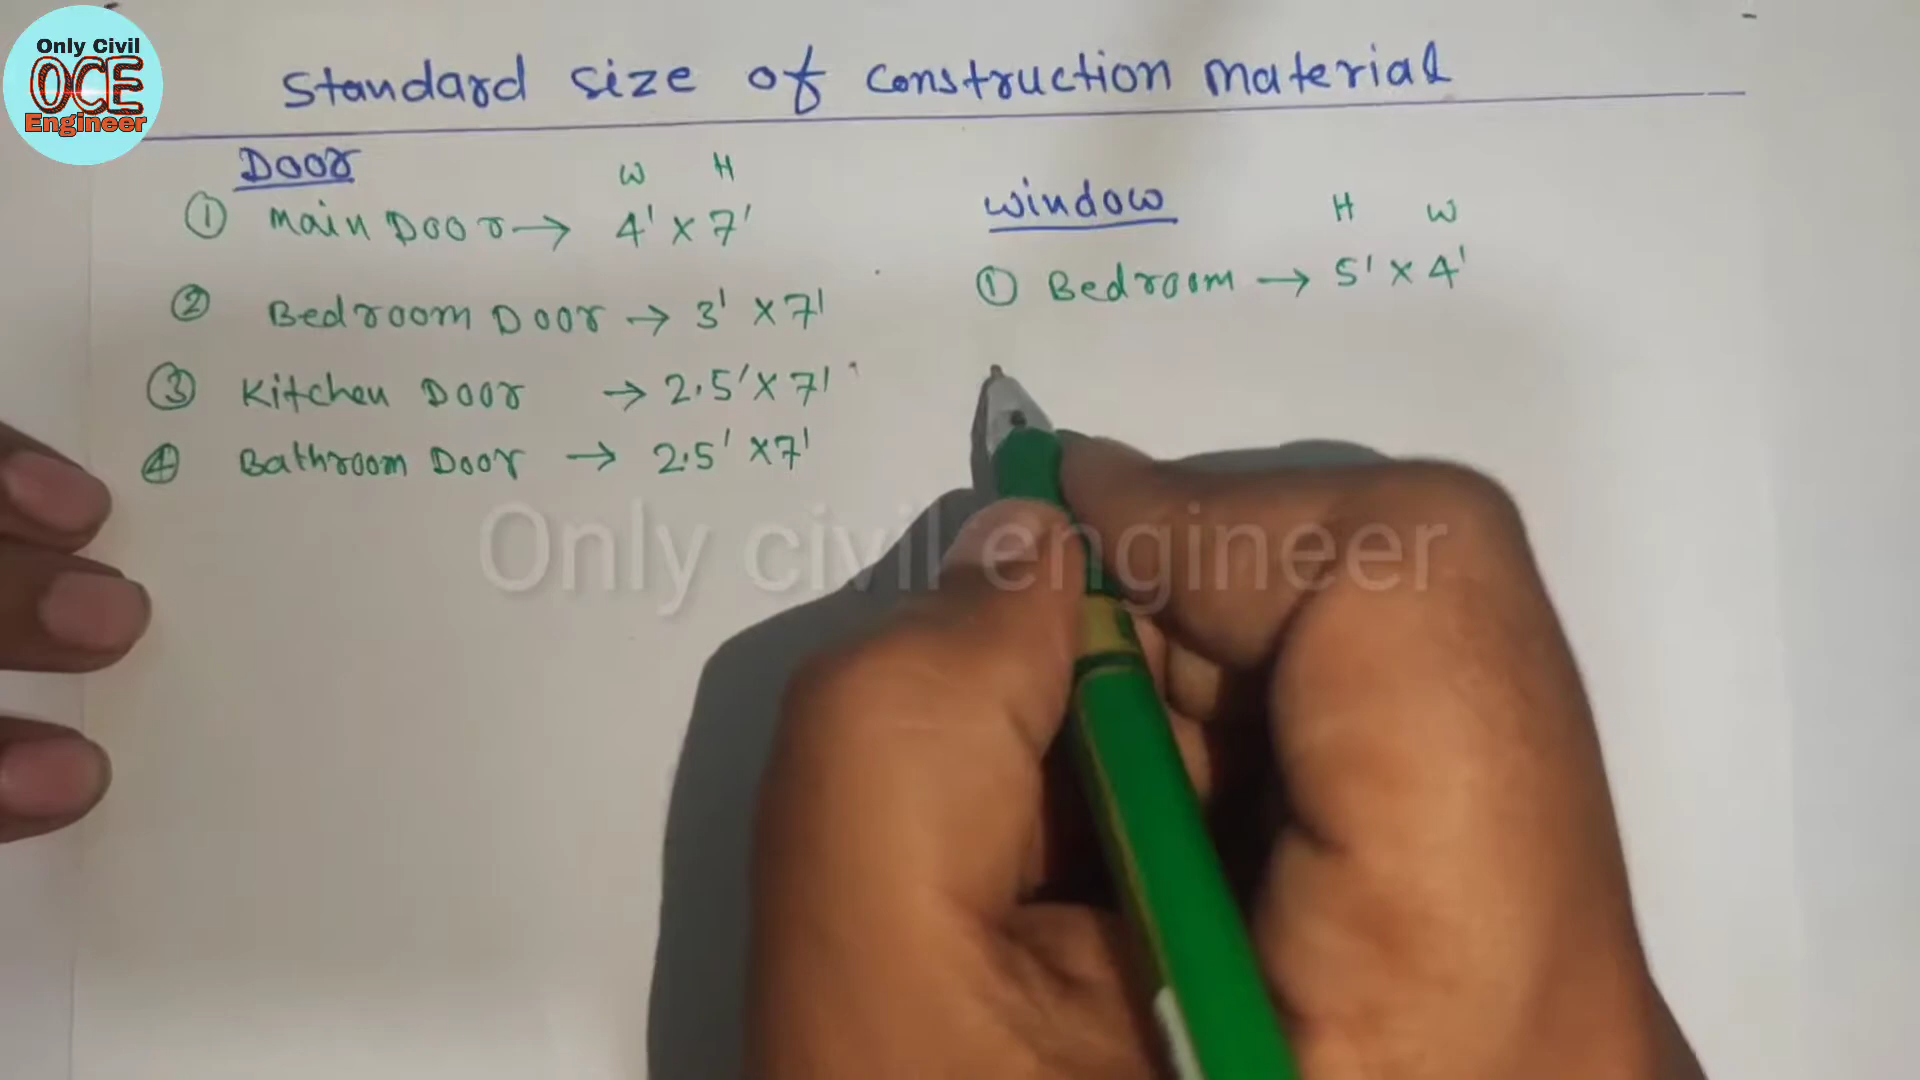 Only Civil
OCE
Engineer
Standard size of construction material
Door
W H
① Main Door → 4' × 7'
② Bedroom Door → 3' × 7'
③ Kitchen Door → 2.5' × 7'
④ Bathroom Door → 2.5' × 7'
Window
H W
① Bedroom → 5' × 4'
Only civil engineer